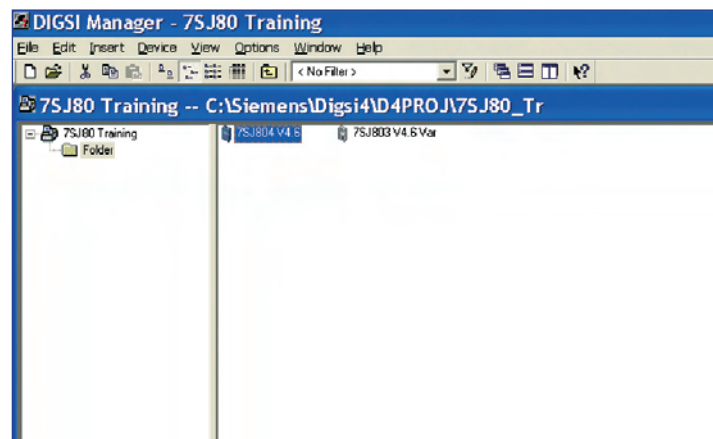 DIGSI Manager - 7SJ80 Training
File Edit Insert Device View Options Window Help
< No Filter >
7SJ80 Training -- C:\Siemens\Digsi4\D4PROJ\7SJ80_Tr
7SJ80 Training
Folder
7SJ804 V4.6
7SJ803 V4.6 Var